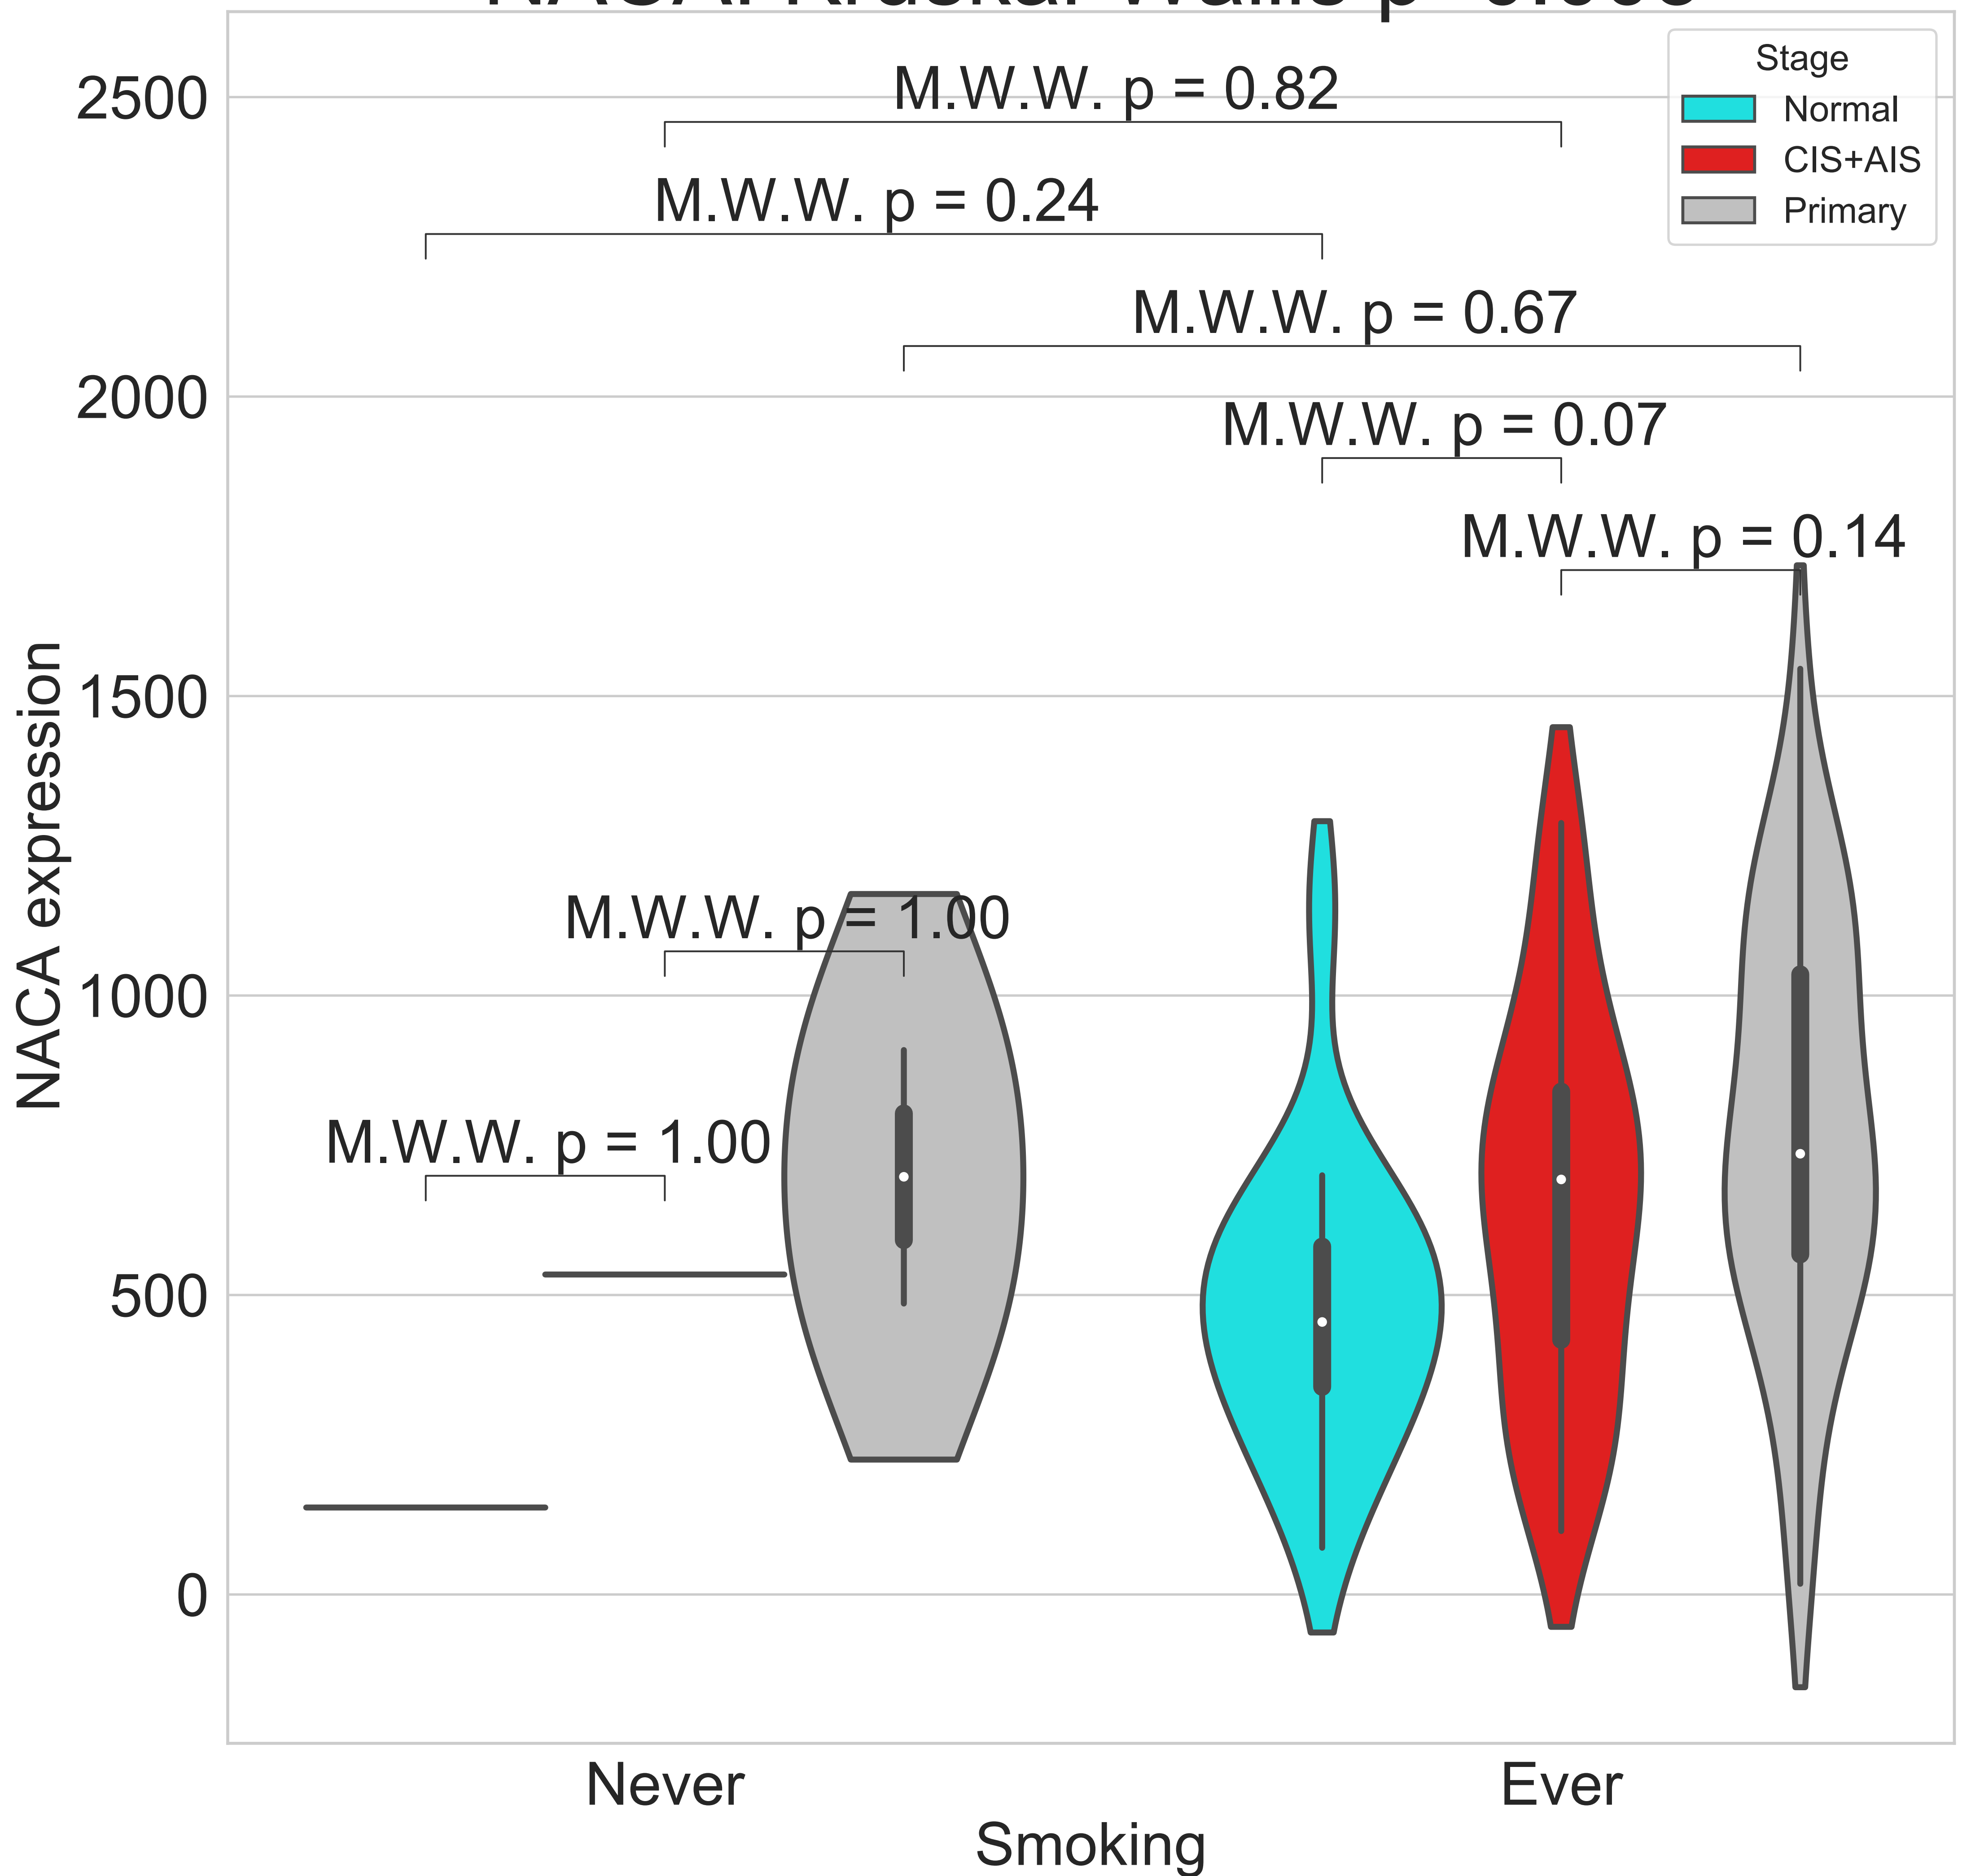 Stage
Normal
CIS+AIS
Primary
M.W.W. p = 0.82
M.W.W. p = 0.24
M.W.W. p = 0.67
M.W.W. p = 0.07
M.W.W. p = 0.14
M.W.W. p = 1.00
M.W.W. p = 1.00
2500
2000
1500
1000
500
0
NACA expression
Never
Ever
Smoking